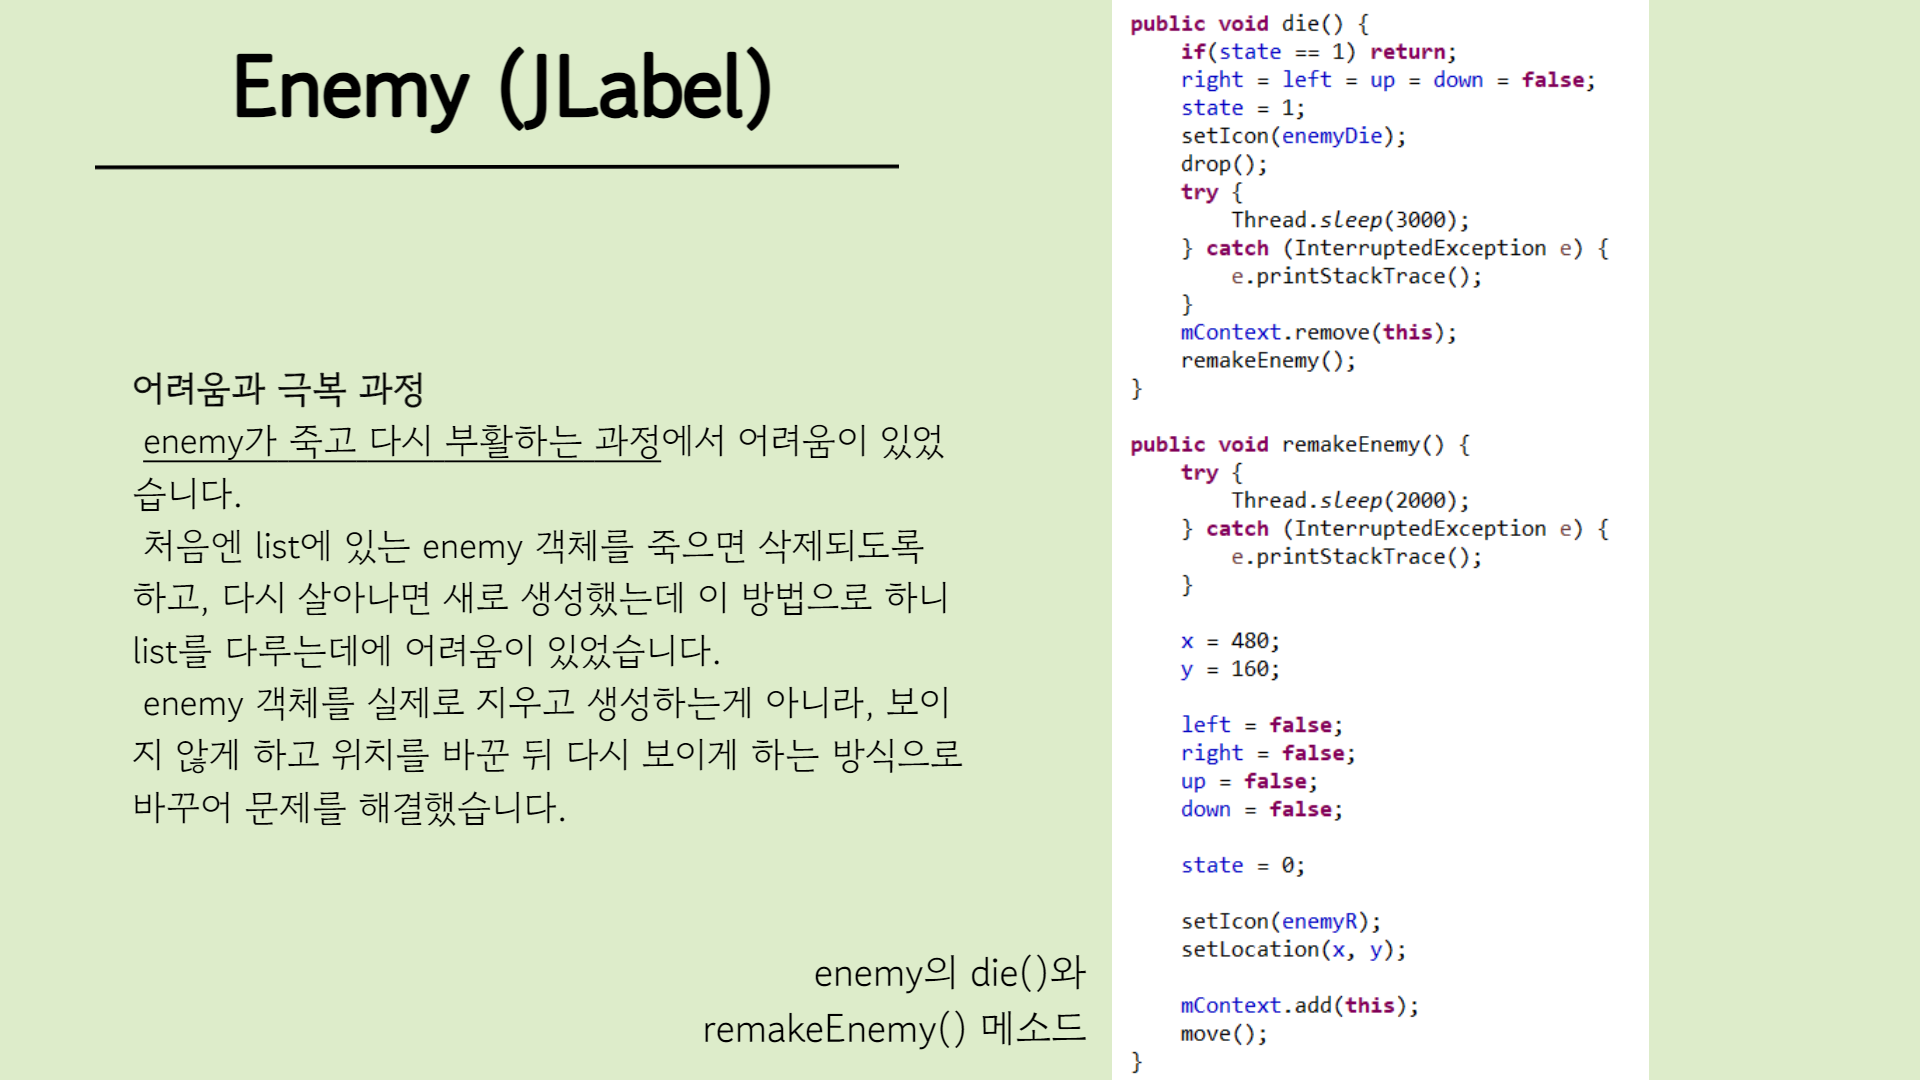 Enemy (JLabel)
어려움과 극복 과정
enemy가 죽고 다시 부활하는 과정에서 어려움이 있었
습니다.
처음엔 list에 있는 enemy 객체를 죽으면 삭제되도록
하고, 다시 살아나면 새로 생성했는데 이 방법으로 하니
list를 다루는데에 어려움이 있었습니다.
enemy 객체를 실제로 지우고 생성하는게 아니라, 보이
지 않게 하고 위치를 바꾼 뒤 다시 보이게 하는 방식으로
바꾸어 문제를 해결했습니다.
enemy의 die()와
remakeEnemy() 메소드
public void die() {
    if(state == 1) return;
    right = left = up = down = false;
    state = 1;
    setIcon(enemyDie);
    drop();
    try {
        Thread.sleep(3000);
    } catch (InterruptedException e) {
        e.printStackTrace();
    }
    mContext.remove(this);
    remakeEnemy();
}
public void remakeEnemy() {
    try {
        Thread.sleep(2000);
    } catch (InterruptedException e) {
        e.printStackTrace();
    }
    x = 480;
    y = 160;
    left = false;
    right = false;
    up = false;
    down = false;
    state = 0;
    setIcon(enemyR);
    setLocation(x, y);
    mContext.add(this);
    move();
}